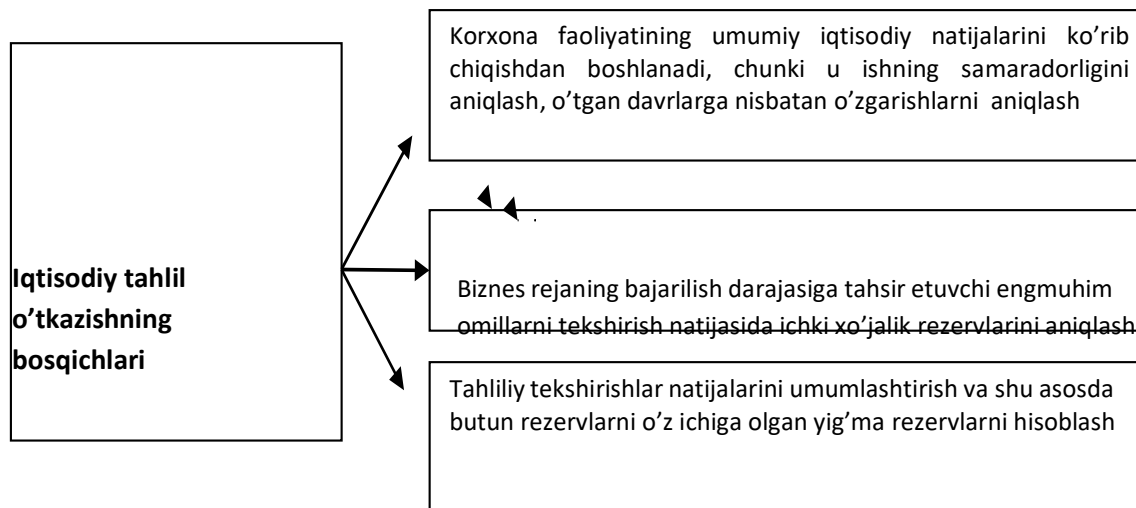 Iqtisodiy tahlil
o’tkazishning
bosqichlari
Korxona faoliyatining umumiy iqtisodiy natijalarini ko’rib
chiqishdan boshlanadi, chunki u ishning samaradorligini
aniqlash, o’tgan davrlarga nisbatan o’zgarishlarni aniqlash
.
Biznes rejaning bajarilish darajasiga tahsir etuvchi engmuhim
omillarni tekshirish natijasida ichki xo’jalik rezervlarini aniqlash
Tahliliy tekshirishlar natijalarini umumlashtirish va shu asosda
butun rezervlarni o’z ichiga olgan yig’ma rezervlarni hisoblash